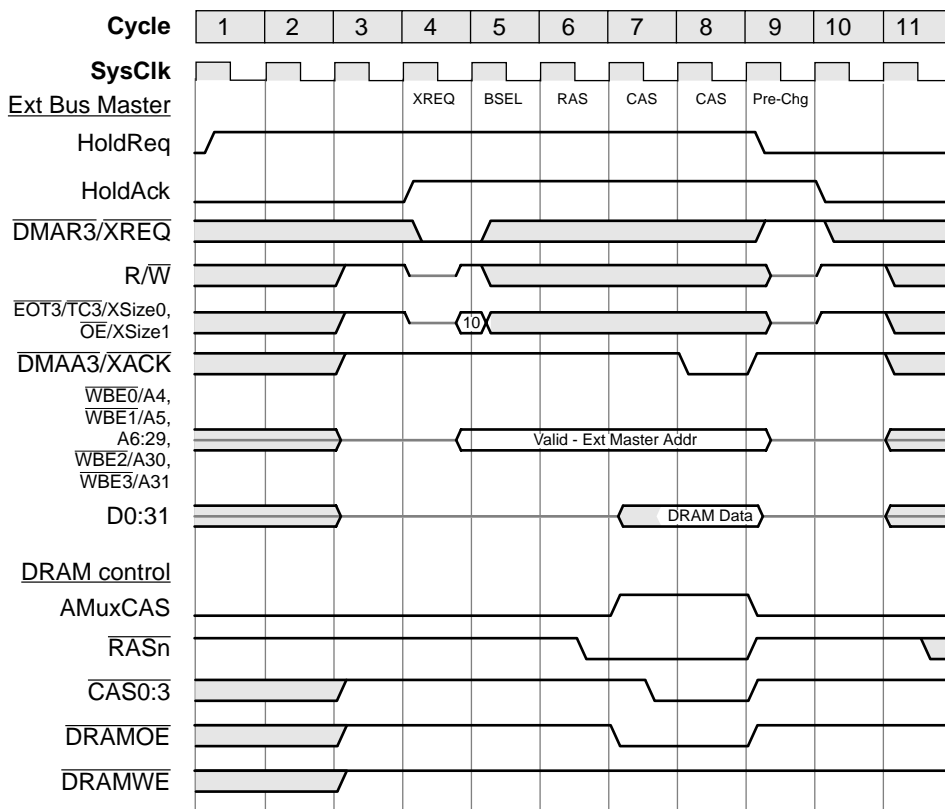 Cycle 1 2 3 4 5 6 7 8 9 10 11
SysClk
Ext Bus Master XREQ BSEL RAS CAS CAS Pre-Chg
HoldReq
HoldAck
DMAR3/XREQ
R/W
EOT3/TC3/XSize0,
OE/XSize1 10
DMAA3/XACK
WBE0/A4,
WBE1/A5,
A6:29, Valid - Ext Master Addr
WBE2/A30,
WBE3/A31
D0:31 DRAM Data
DRAM control
AMuxCAS
RASn
CAS0:3
DRAMOE
DRAMWE